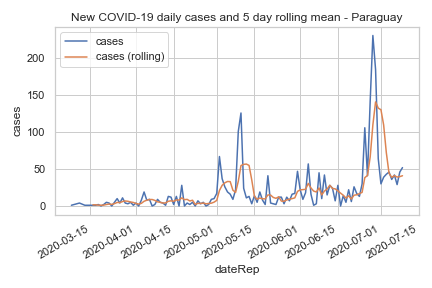 New COVID-19 daily cases and 5 day rolling mean - Paraguay
cases
cases (rolling)
cases
200
150
100
50
0
2020-03-15
2020-04-01
2020-04-15
2020-05-01
2020-05-15
2020-06-01
2020-06-15
2020-07-01
2020-07-15
dateRep